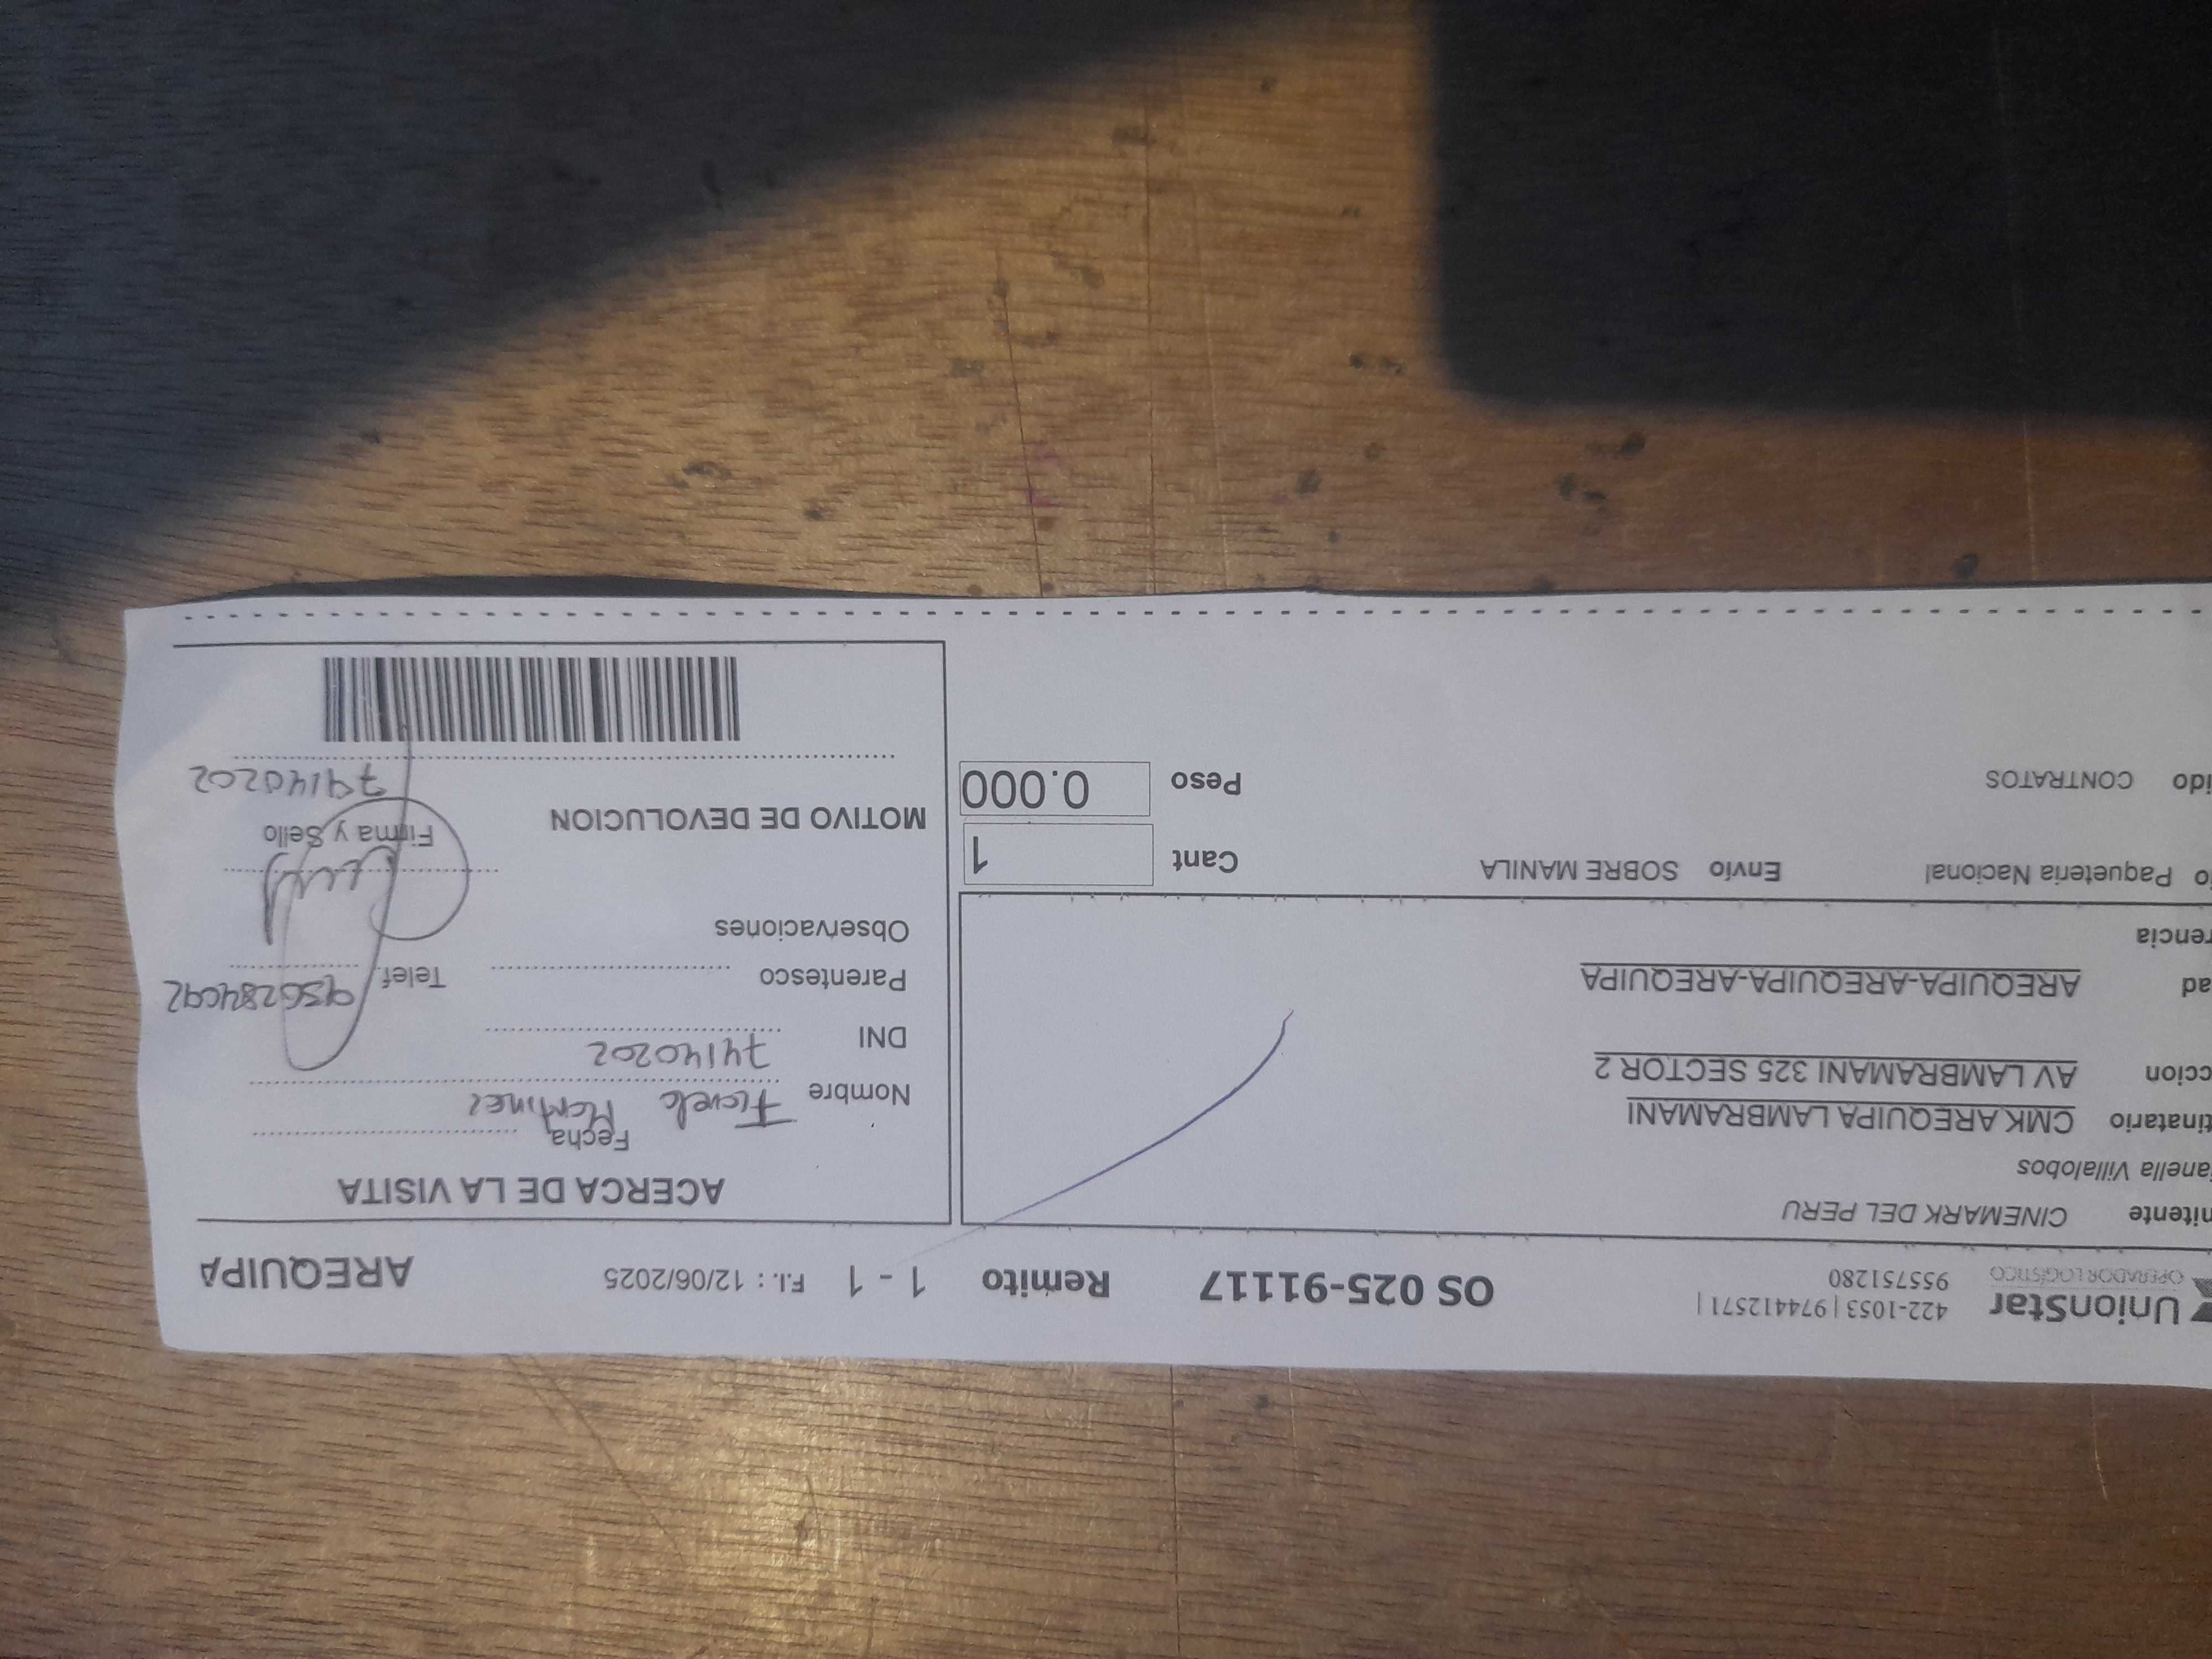 UnionStar 422-1053 | 974412571 | OS 025-91117 Remito 1 - 1 F.I.: 12/06/2025 AREQUIPA
OPERADOR LOGÍSTICO 955751280
nitente CINEMARK DEL PERU
anella Villalobos
tinatario CMK AREQUIPA LAMBRAMANI
ccion AV LAMBRAMANI 325 SECTOR 2
ad AREQUIPA-AREQUIPA-AREQUIPA
rencia
o Paqueteria Nacional Envío SOBRE MANILA Cant 1
ido CONTRATOS Peso 0.000
ACERCA DE LA VISITA
Fecha
Nombre Martinez
DNI 74140202
Parentesco Telef.
Observaciones
Firma y Sello
MOTIVO DE DEVOLUCION
74140202